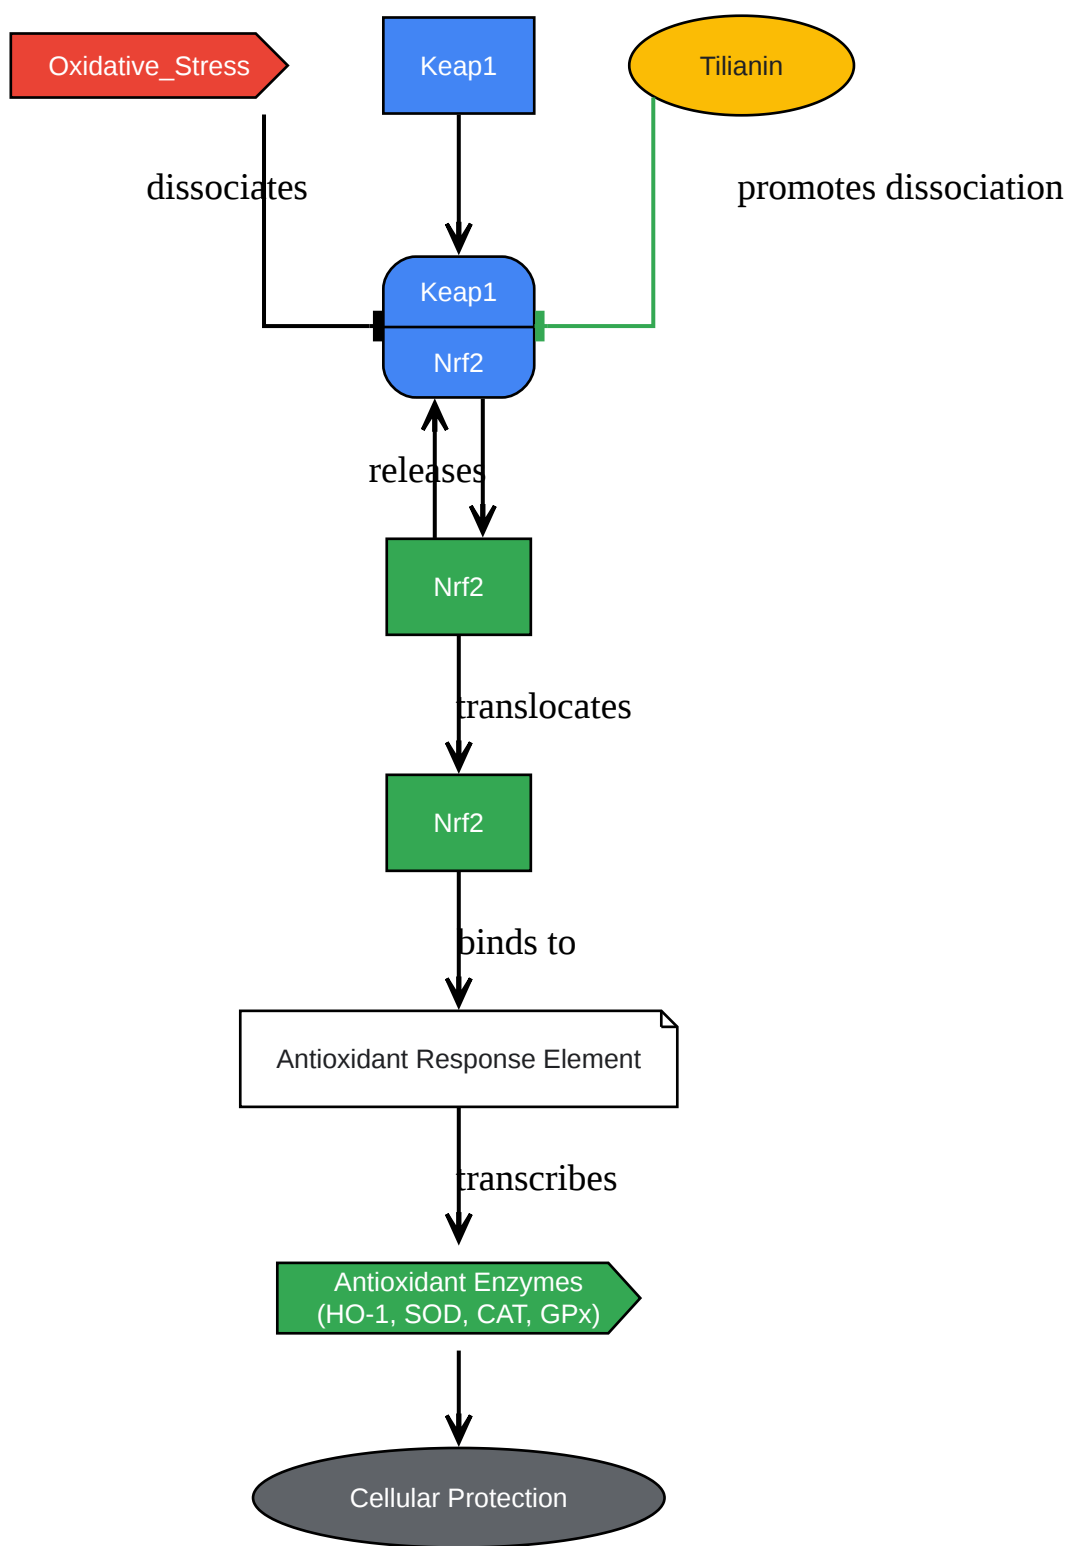 Oxidative_Stress
Keap1
Tilianin
dissociates
promotes dissociation
Keap1
Nrf2
releases
Nrf2
translocates
Nrf2
binds to
Antioxidant Response Element
transcribes
Antioxidant Enzymes
(HO-1, SOD, CAT, GPx)
Cellular Protection